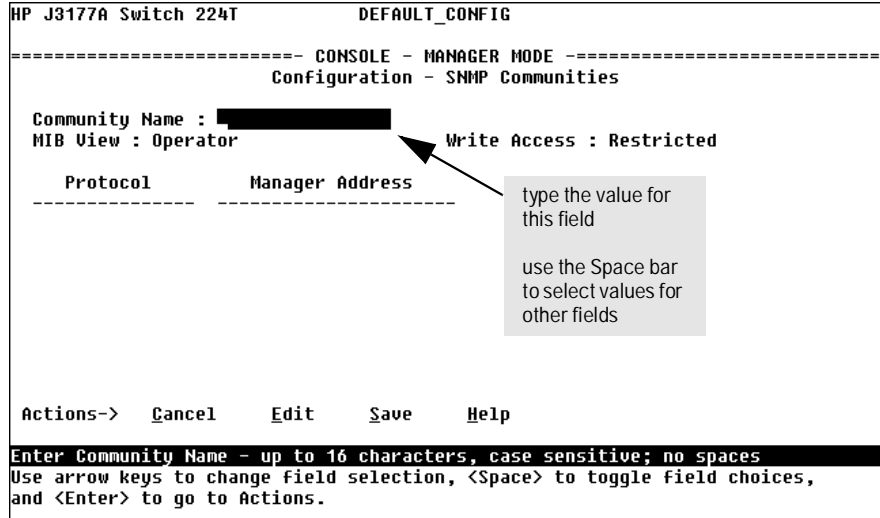 HP J3177A Switch 224T DEFAULT_CONFIG
==========================- CONSOLE - MANAGER MODE -============================
Configuration - SNMP Communities
Community Name :
MIB View : Operator Write Access : Restricted
Protocol Manager Address
--------------- ----------------------
type the value for
this field
use the Space bar
to select values for
other fields
Actions-> Cancel Edit Save Help
Enter Community Name - up to 16 characters, case sensitive; no spaces
Use arrow keys to change field selection, <Space> to toggle field choices,
and <Enter> to go to Actions.